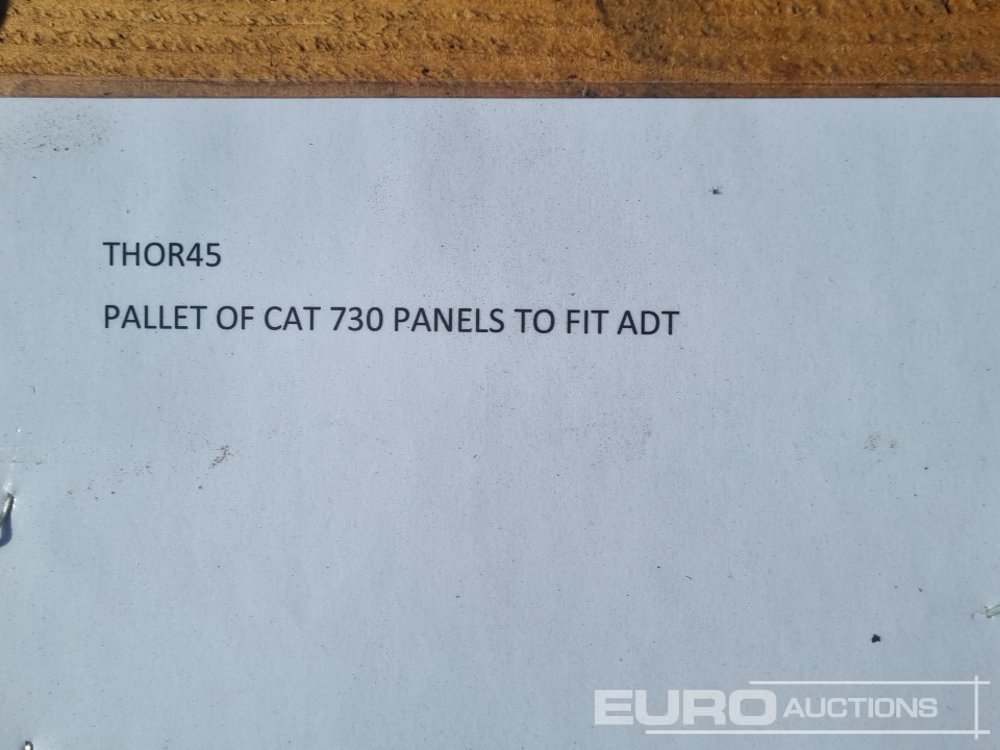 THOR45
PALLET OF CAT 730 PANELS TO FIT ADT
EURO AUCTIONS